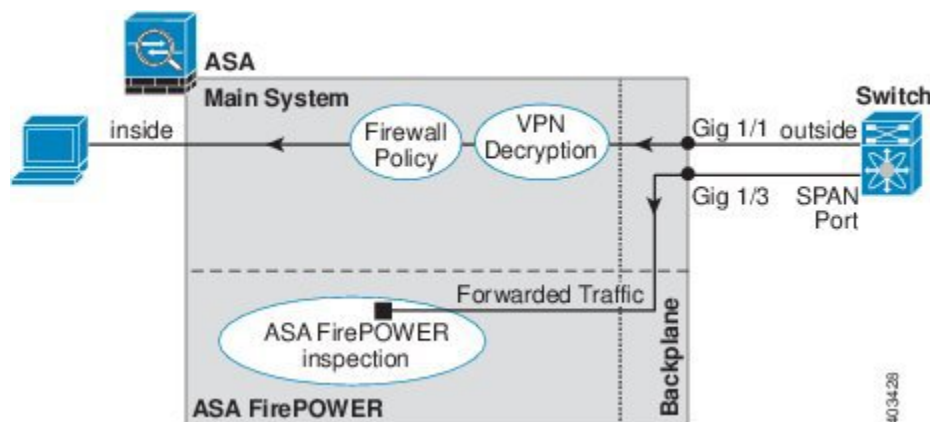 ASA
Main System
Switch
inside
Firewall
Policy
VPN
Decryption
Gig 1/1
outside
Gig 1/3
SPAN
Port
Forwarded Traffic
ASA FirePOWER
inspection
Backplane
ASA FirePOWER
403428